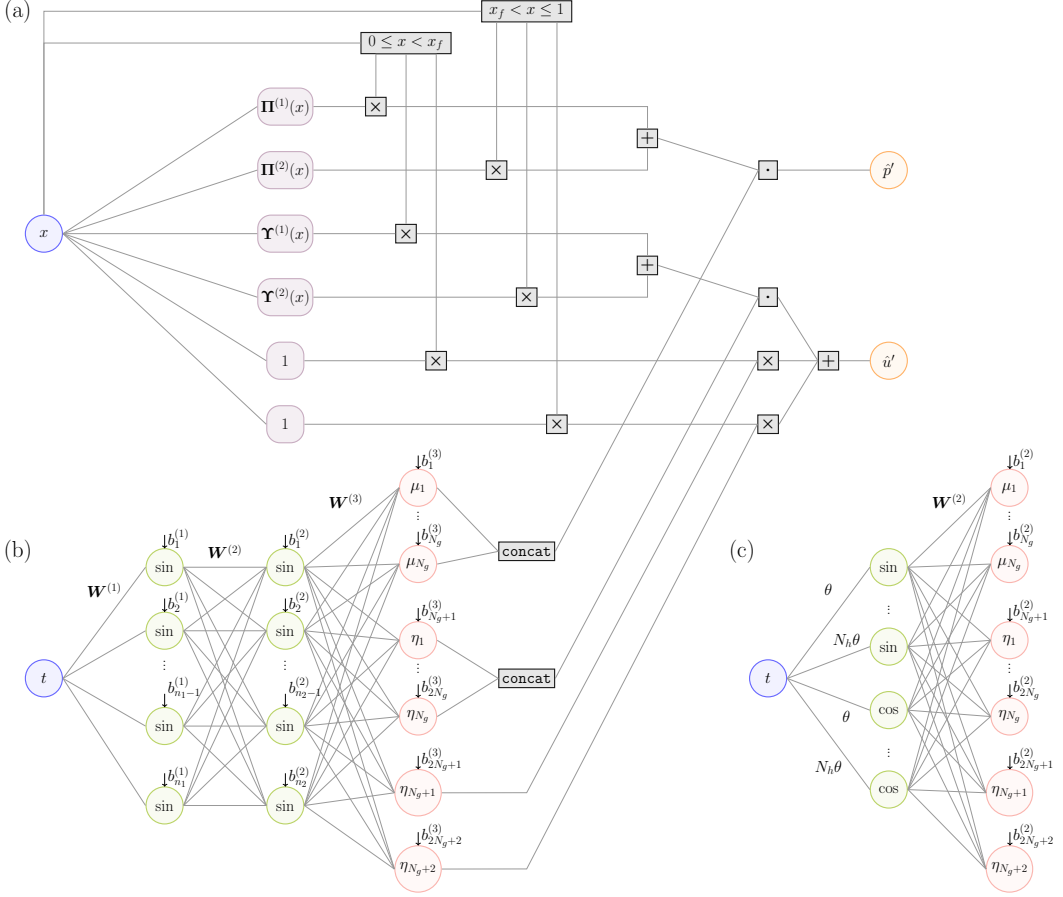 (a)
x_f < x ≤ 1
0 ≤ x < x_f
Π^{(1)}(x)
×
+
Π^{(2)}(x)
×
·
p̂′
x
Υ^{(1)}(x)
×
+
Υ^{(2)}(x)
×
·
1
×
×
+
û′
1
×
×
(b)
W^{(1)}
W^{(2)}
W^{(3)}
t
↓b_1^{(1)}
sin
↓b_2^{(1)}
sin
⋮
↓b_{n_1−1}^{(1)}
sin
↓b_{n_1}^{(1)}
sin
↓b_1^{(2)}
sin
↓b_2^{(2)}
sin
⋮
↓b_{n_2−1}^{(2)}
sin
↓b_{n_2}^{(2)}
sin
↓b_1^{(3)}
μ_1
⋮
↓b_{N_g}^{(3)}
μ_{N_g}
↓b_{N_g+1}^{(3)}
η_1
⋮
↓b_{2N_g}^{(3)}
η_{N_g}
↓b_{2N_g+1}^{(3)}
η_{N_g+1}
↓b_{2N_g+2}^{(3)}
η_{N_g+2}
concat
concat
(c)
W^{(2)}
t
θ
N_hθ
θ
N_hθ
sin
⋮
sin
cos
⋮
cos
↓b_1^{(2)}
μ_1
⋮
↓b_{N_g}^{(2)}
μ_{N_g}
↓b_{N_g+1}^{(2)}
η_1
⋮
↓b_{2N_g}^{(2)}
η_{N_g}
↓b_{2N_g+1}^{(2)}
η_{N_g+1}
↓b_{2N_g+2}^{(2)}
η_{N_g+2}